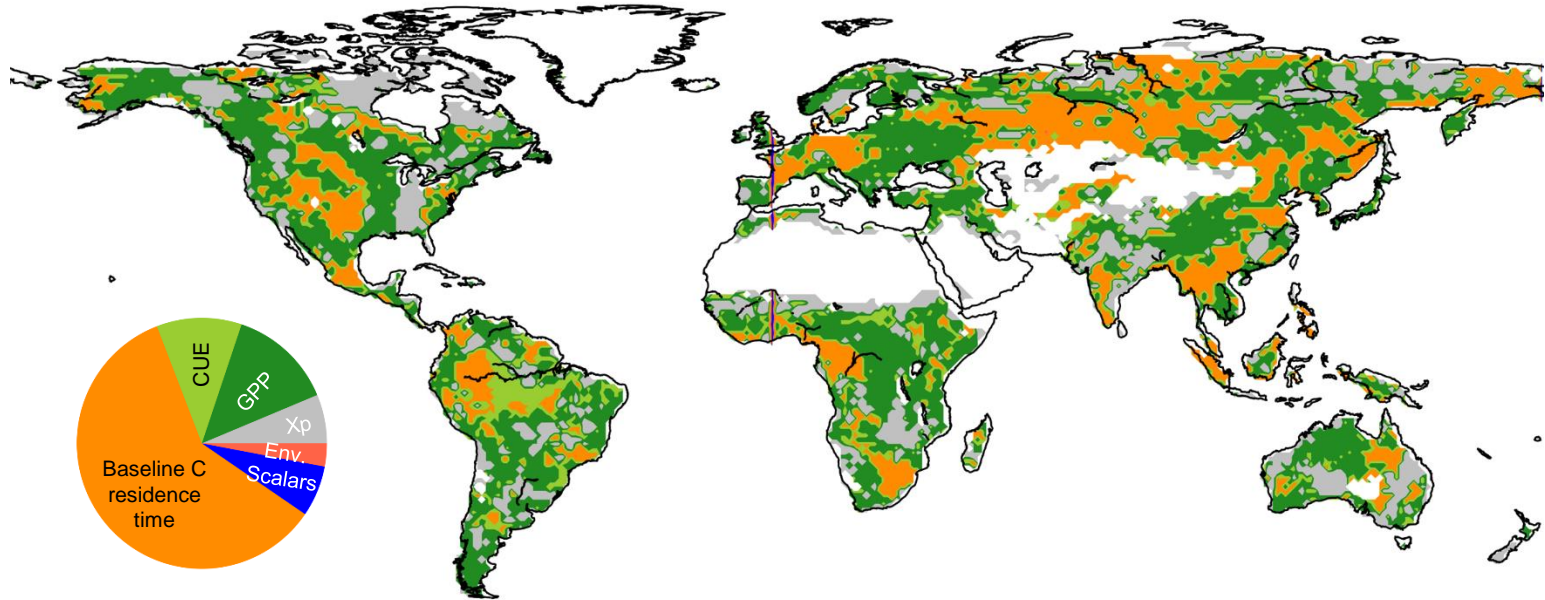 CUE
GPP
Xp
Env.
Scalars
Baseline C
residence
time